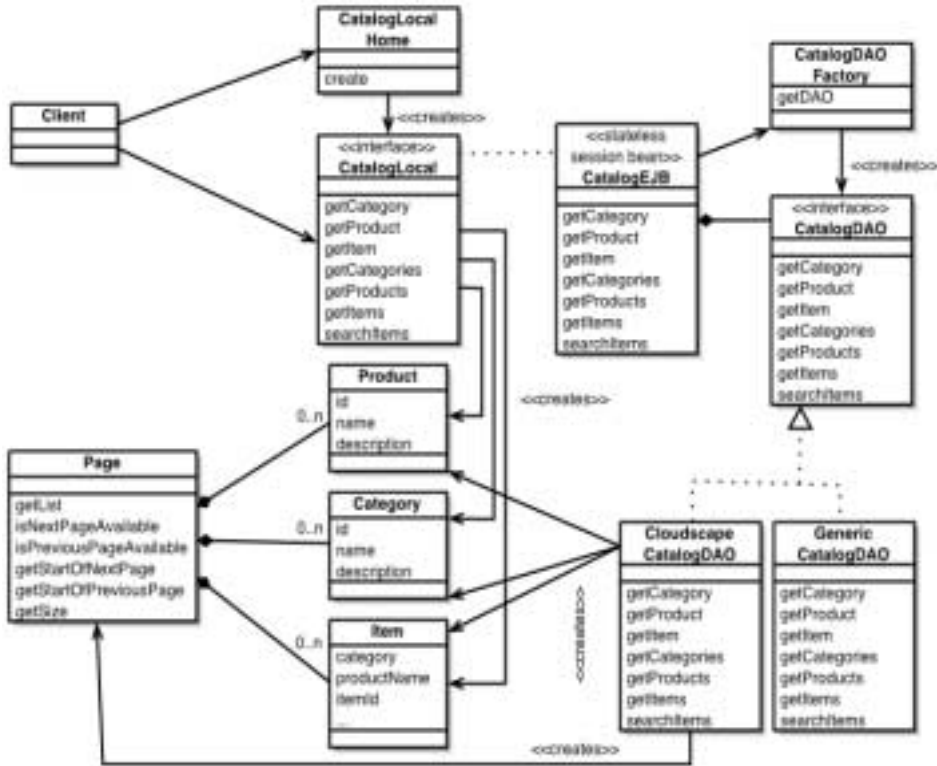 CatalogLocal
Home
create
<<creates>>
Client
<<interface>>
CatalogLocal
getCategory
getProduct
getItem
getCategories
getProducts
getItems
searchItems
<<stateless
session bean>>
CatalogEJB
getCategory
getProduct
getItem
getCategories
getProducts
getItems
searchItems
CatalogDAO
Factory
getDAO
<<creates>>
<<interface>>
CatalogDAO
getCategory
getProduct
getItem
getCategories
getProducts
getItems
searchItems
Product
id
name
description
0..n
<<creates>>
Page
getList
isNextPageAvailable
isPreviousPageAvailable
getStartOfNextPage
getStartOfPreviousPage
getSize
Category
id
name
description
0..n
Item
category
productName
itemId
...
0..n
<<creates>>
Cloudscape
CatalogDAO
getCategory
getProduct
getItem
getCategories
getProducts
getItems
searchItems
Generic
CatalogDAO
getCategory
getProduct
getItem
getCategories
getProducts
getItems
searchItems
<<creates>>